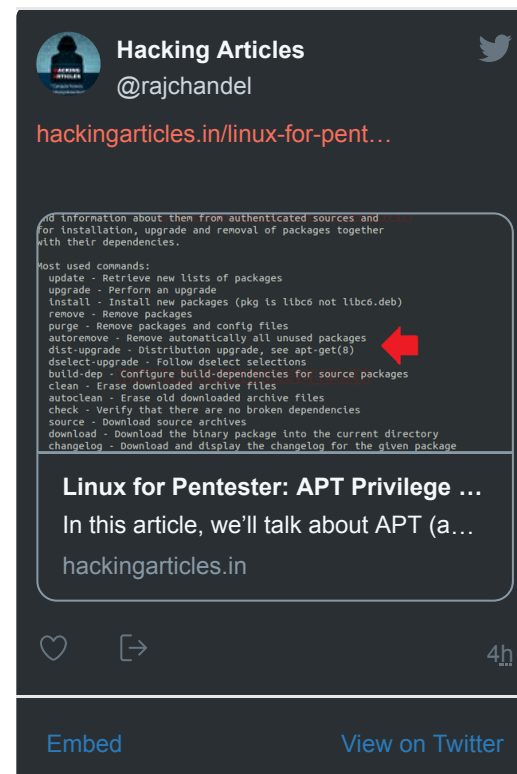 Hacking Articles
@rajchandel
hackingarticles.in/linux-for-pent…
and information about them from authenticated sources and
for installation, upgrade and removal of packages together
with their dependencies.
Most used commands:
update - Retrieve new lists of packages
upgrade - Perform an upgrade
install - Install new packages (pkg is libc6 not libc6.deb)
remove - Remove packages
purge - Remove packages and config files
autoremove - Remove automatically all unused packages
dist-upgrade - Distribution upgrade, see apt-get(8)
dselect-upgrade - Follow dselect selections
build-dep - Configure build-dependencies for source packages
clean - Erase downloaded archive files
autoclean - Erase old downloaded archive files
check - Verify that there are no broken dependencies
source - Download source archives
download - Download the binary package into the current directory
changelog - Download and display the changelog for the given package
Linux for Pentester: APT Privilege …
In this article, we’ll talk about APT (a…
hackingarticles.in
4h
Embed View on Twitter